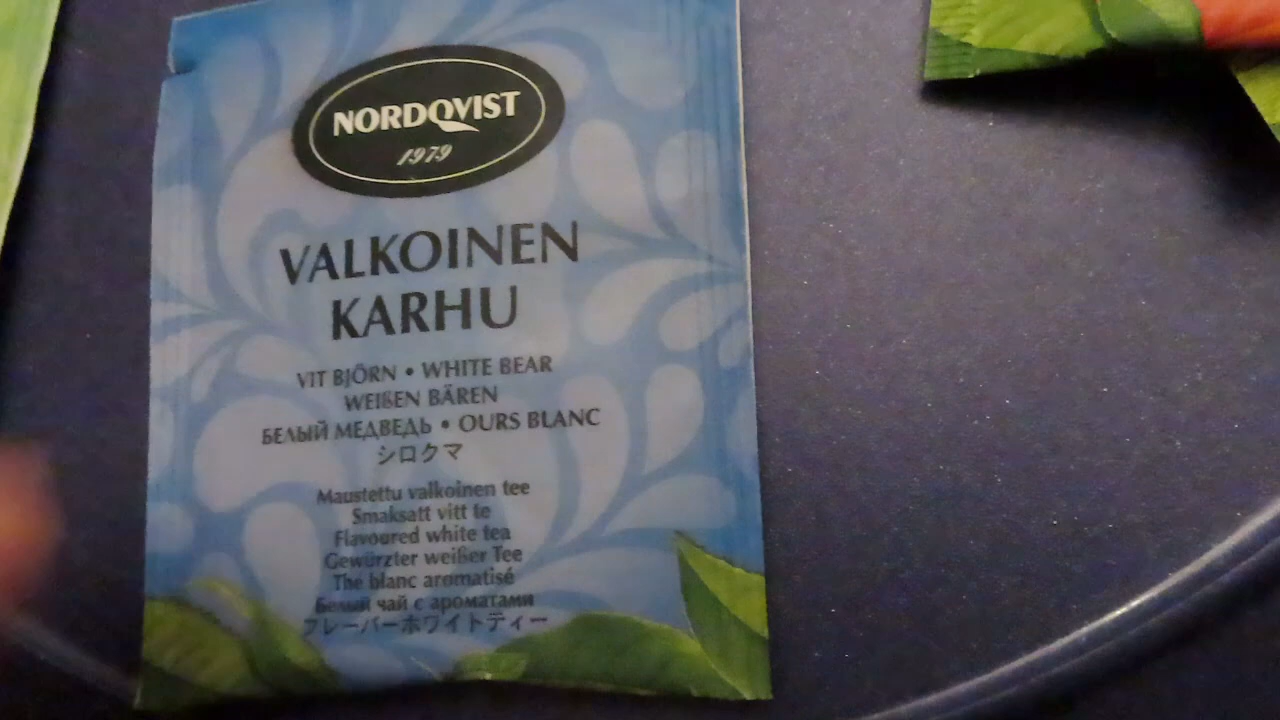 NORDQVIST
1979
VALKOINEN
KARHU
VIT BJÖRN • WHITE BEAR
WEIßEN BÄREN
БЕЛЫЙ МЕДВЕДЬ • OURS BLANC
シロクマ
Maustettu valkoinen tee
Smaksatt vitt te
Flavoured white tea
Gewürzter weißer Tee
Thé blanc aromatisé
Белый чай с ароматами
フレーバーホワイトティー